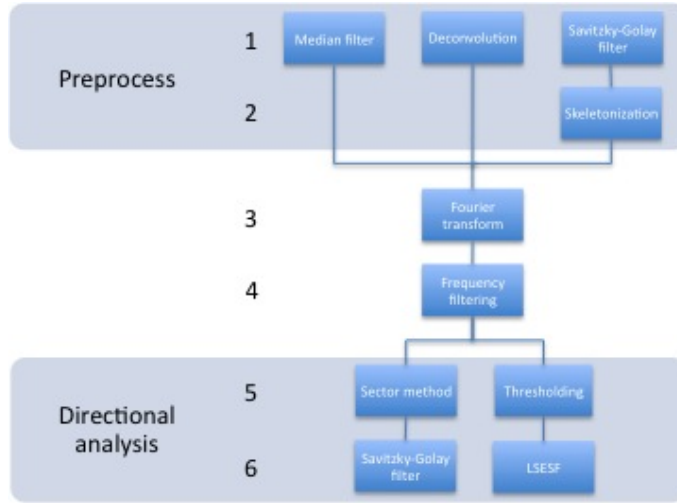 1
Median filter
Deconvolution
Savitzky-Golay
filter
Preprocess
2
Skeletonization
3
Fourier
transform
4
Frequency
filtering
5
Sector method
Thresholding
Directional
analysis
6
Savitzky-Golay
filter
LSESF